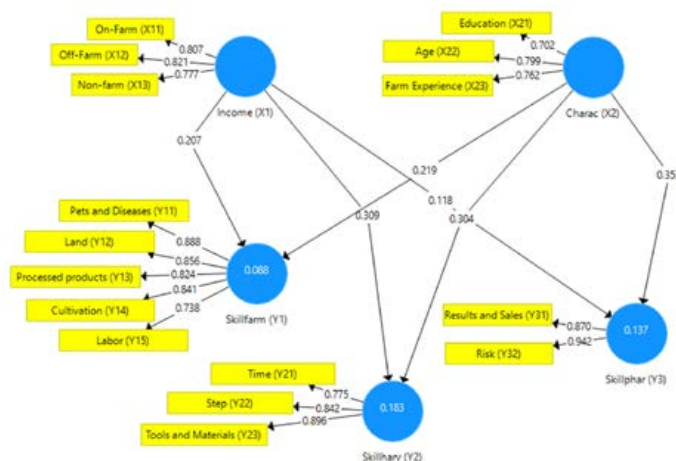 On-Farm (X11)
0.807
Off-Farm (X12)
0.821
Non-farm (X13)
0.777
Income (X1)
Education (X21)
0.702
Age (X22)
0.799
Farm Experience (X23)
0.762
Charac (X2)
0.207
0.219
0.118
0.309
0.304
0.35
Pets and Diseases (Y11)
0.888
Land (Y12)
0.856
Processed products (Y13)
0.824
Cultivation (Y14)
0.841
Labor (Y15)
0.738
0.088
Skillfarm (Y1)
Results and Sales (Y31)
0.870
Risk (Y32)
0.942
0.137
Skillphar (Y3)
Time (Y21)
0.775
Step (Y22)
0.842
Tools and Materials (Y23)
0.896
0.183
Skillharv (Y2)